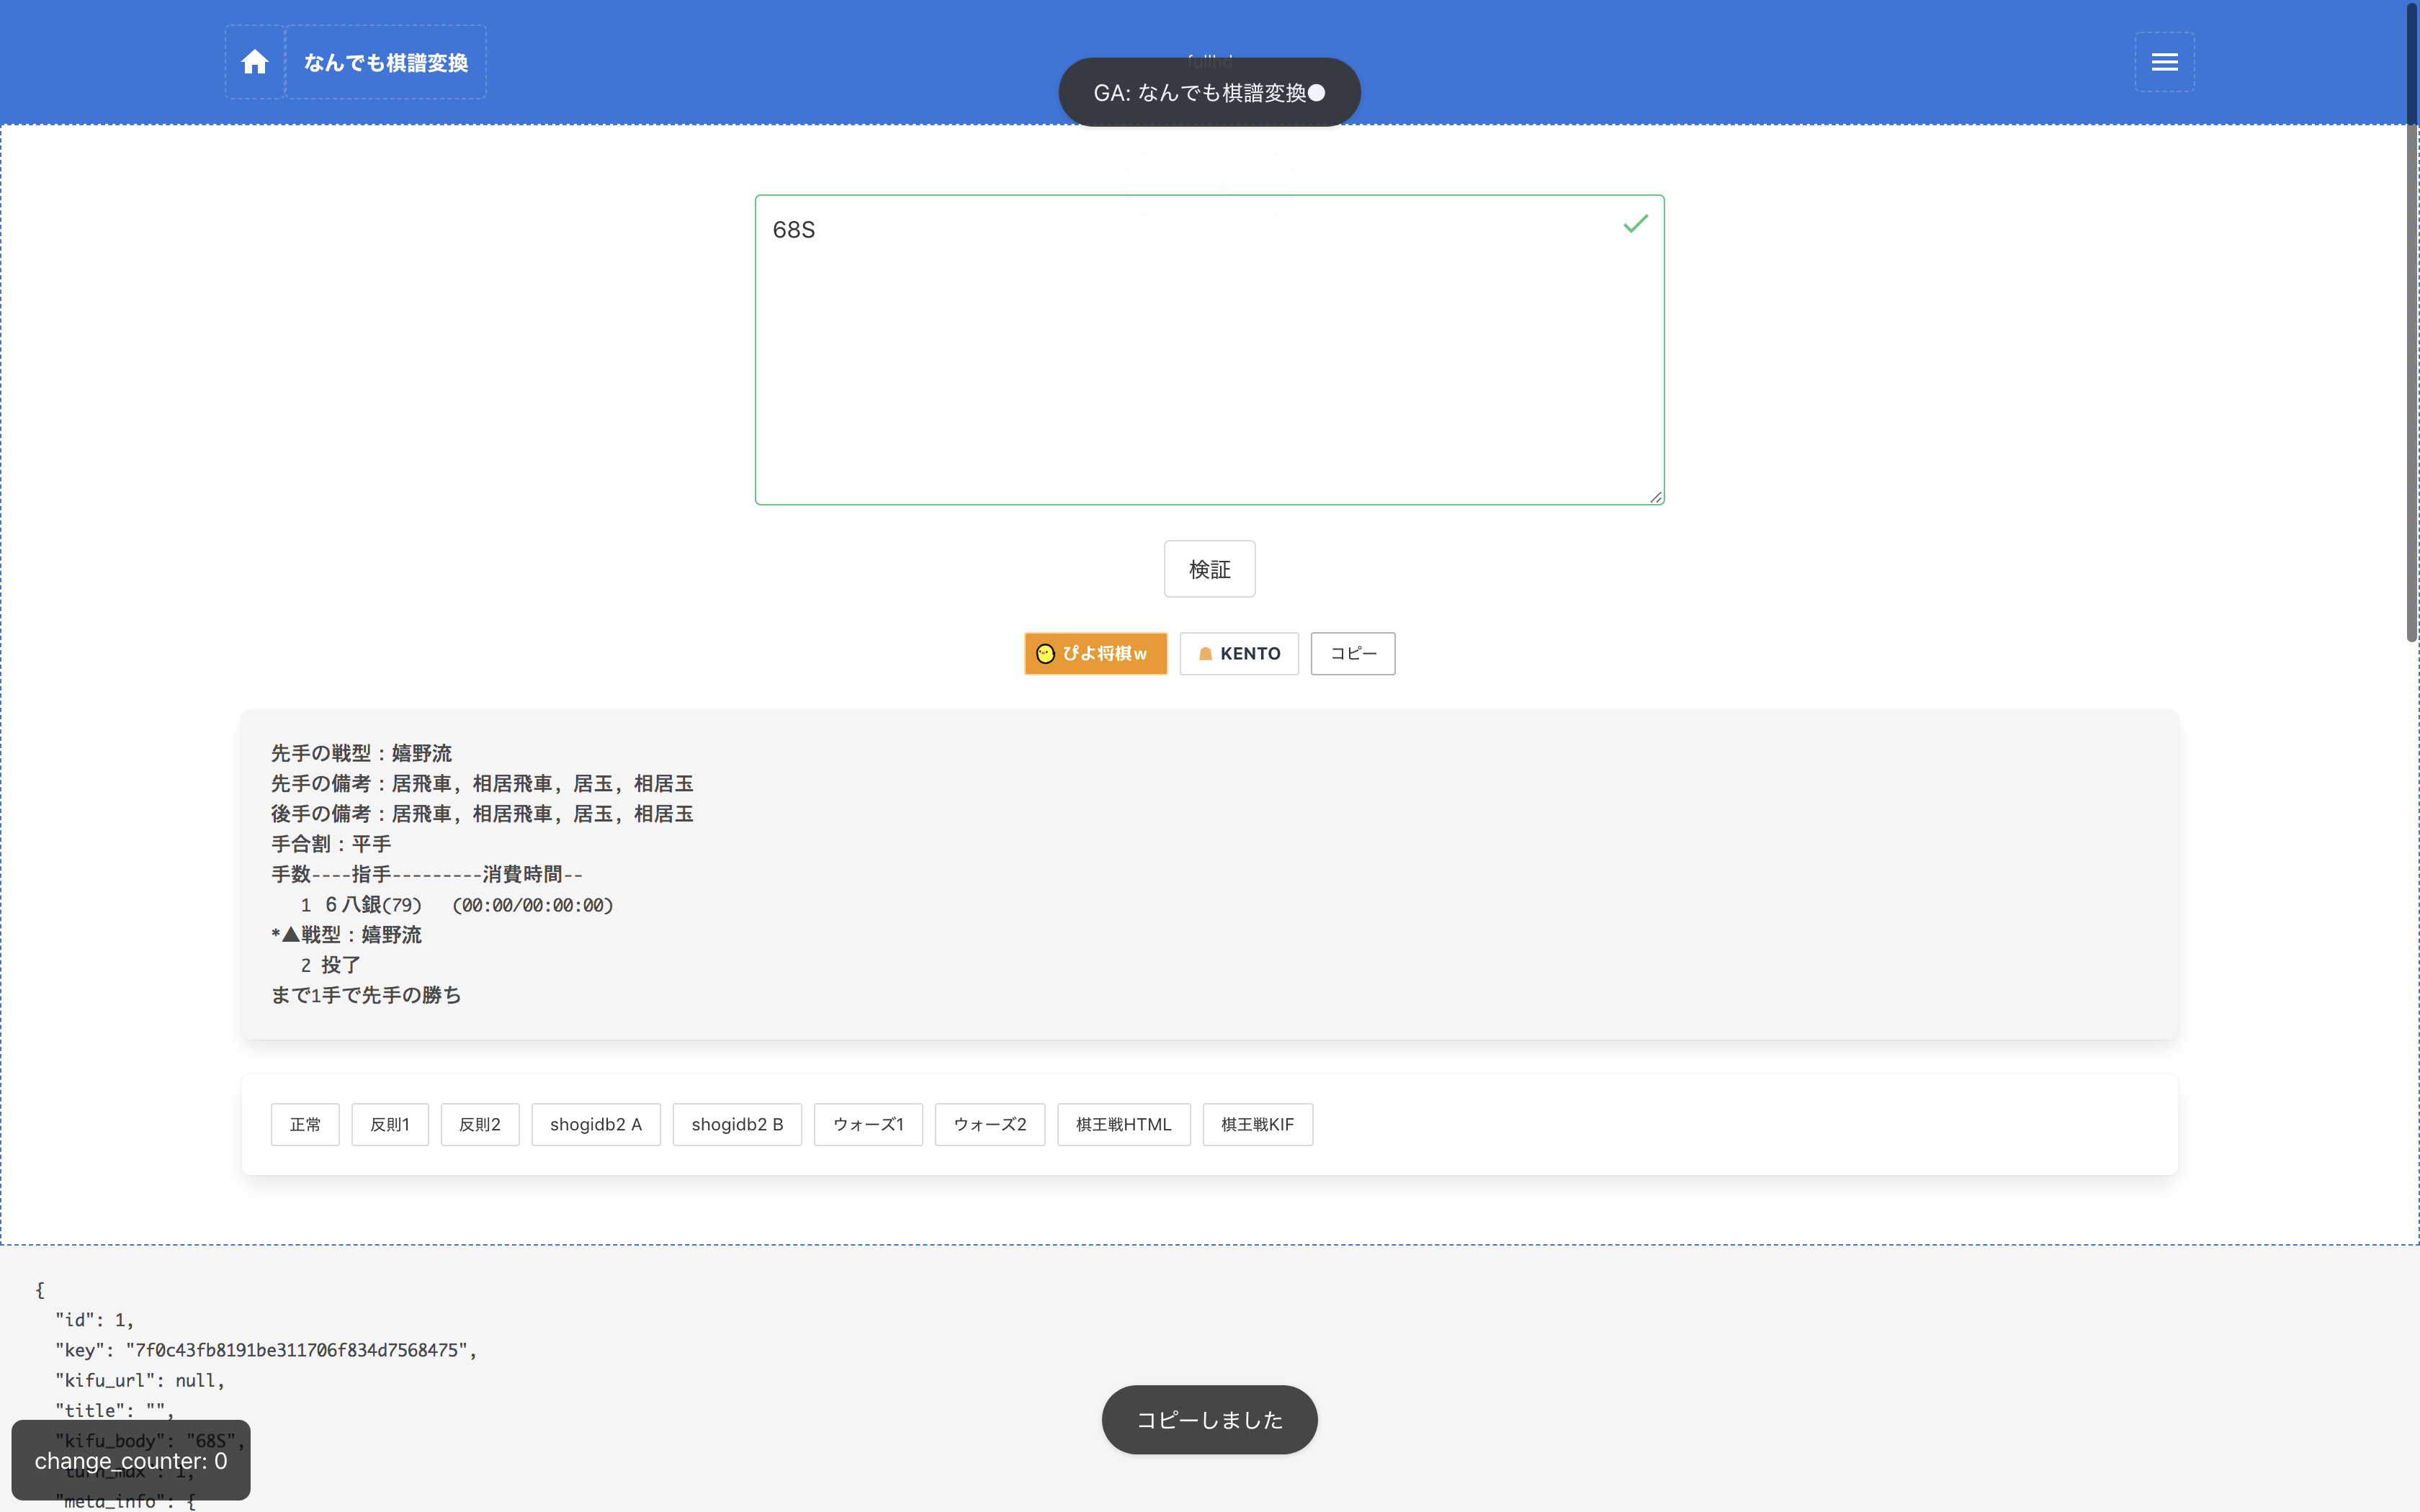 なんでも棋譜変換
fullhd
GA: なんでも棋譜変換●
68S
検証
ぴよ将棋w
KENTO
コピー
先手の戦型：嬉野流
先手の備考：居飛車, 相居飛車, 居玉, 相居玉
後手の備考：居飛車, 相居飛車, 居玉, 相居玉
手合割：平手
手数----指手---------消費時間--
1 ６八銀(79) (00:00/00:00:00)
*▲戦型：嬉野流
2 投了
まで1手で先手の勝ち
正常
反則1
反則2
shogidb2 A
shogidb2 B
ウォーズ1
ウォーズ2
棋王戦HTML
棋王戦KIF
{
"id": 1,
"key": "7f0c43fb8191be311706f834d7568475",
"kifu_url": null,
"title": "",
"kifu_body": "68S",
"turn_max": 1,
"meta_info": {
change_counter: 0
コピーしました